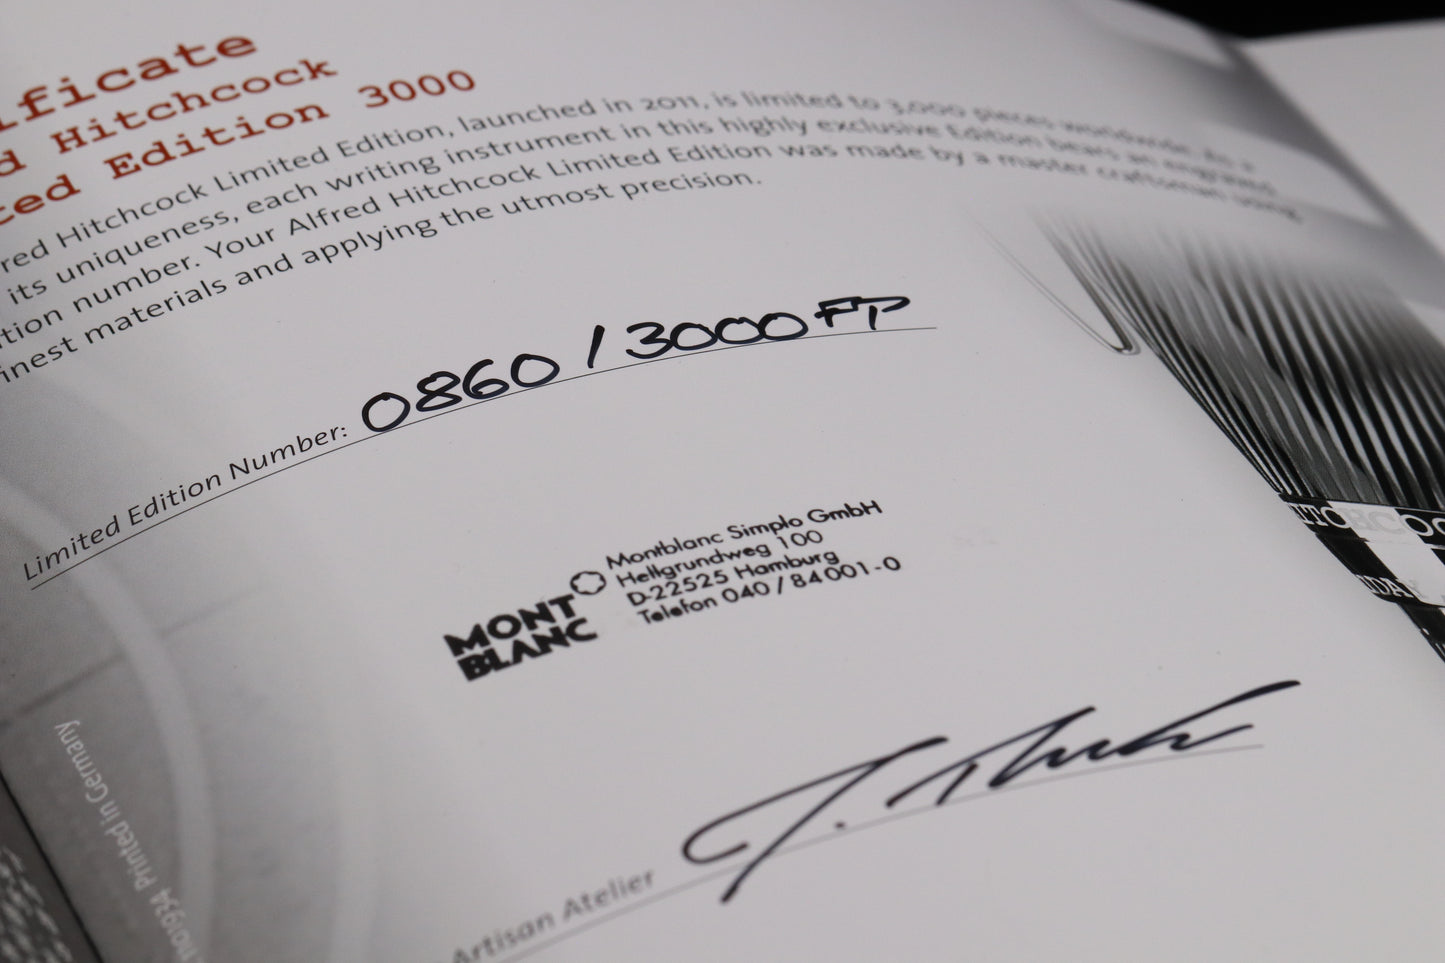 ificate
d Hitchcock
ted Edition 3000
red Hitchcock Limited Edition, launched in 2011, is limited to 3,000 pieces worldwide. As a
its uniqueness, each writing instrument in this highly exclusive Edition bears an engraved
tion number. Your Alfred Hitchcock Limited Edition was made by a master craftsman using
inest materials and applying the utmost precision.
Limited Edition Number: 0860 / 3000 FP
MONT
BLANC
Montblanc Simplo GmbH
Hellgrundweg 100
D-22525 Hamburg
Telefon 040 / 84001-0
Artisan Atelier
Printed in Germany